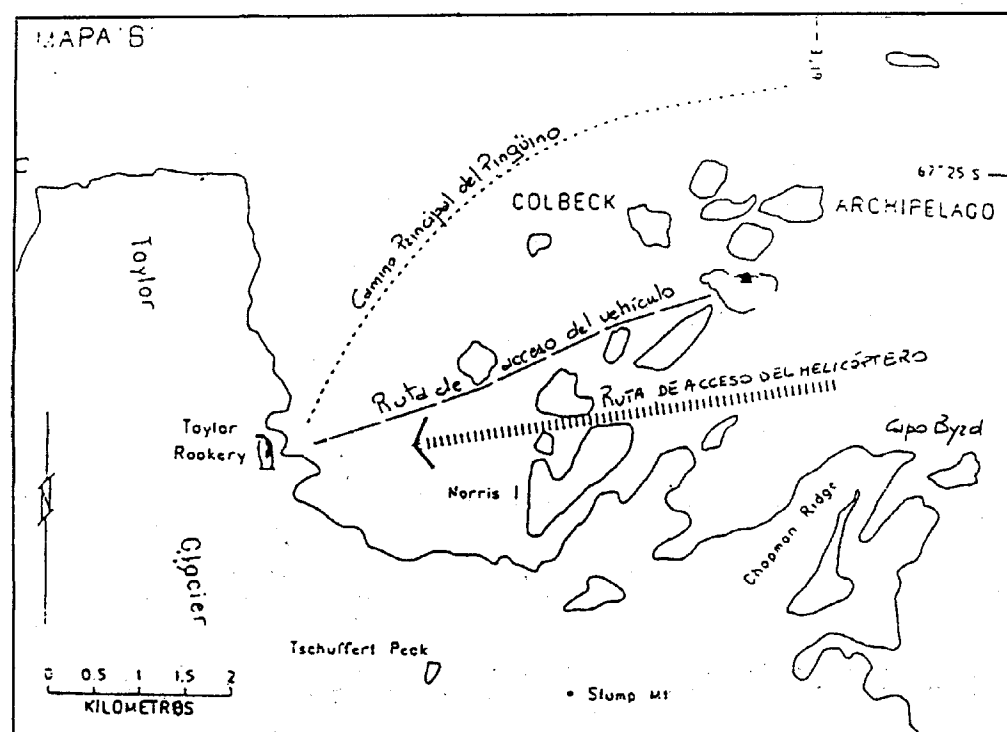 MAPA S
Camino Principal del Pingüino
67° 25 S
COLBECK
ARCHIPELAGO
Taylor
Ruta de acceso del vehículo
RUTA DE ACCESO DEL HELICÓPTERO
Taylor
Rookery
Capo Byrd
Norris I
Chapman Ridge
Glacier
N
Tschuffert Peak
0 0.5 1 1.5 2
Slump Mt
KILOMETROS